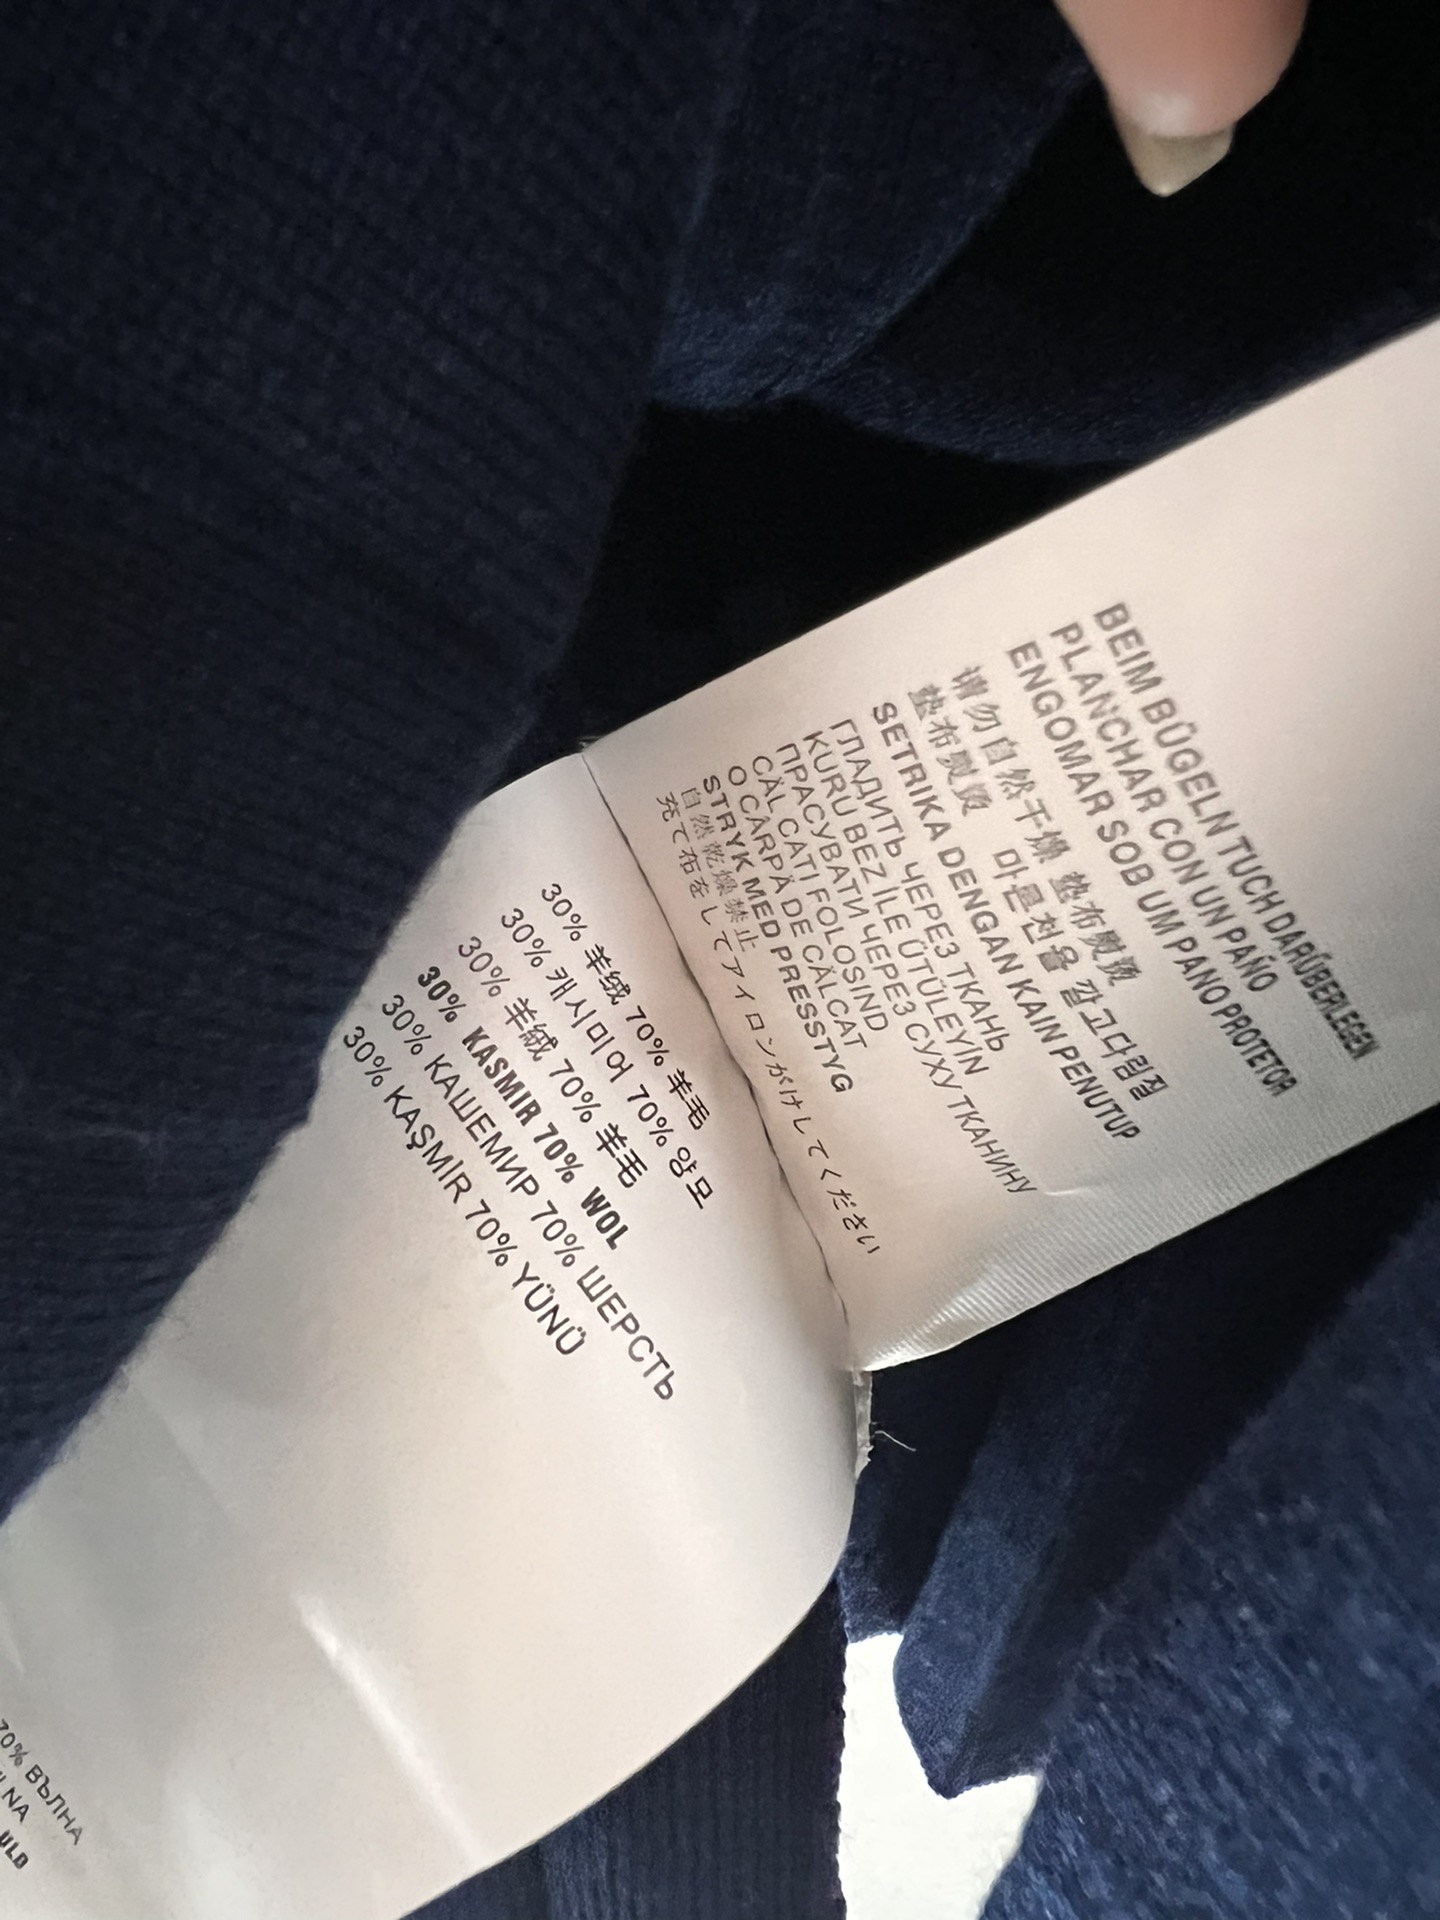 BEIM BÜGELN TUCH DARÜBERLEGEN
PLANCHAR CON UN PAÑO
ENGOMAR SOB UM PANO PROTETOR
请勿自然干燥 垫布熨烫
垫布熨烫 마른천을 깔고다림질
SETRIKA DENGAN KAIN PENUTUP
ГЛАДИТЬ ЧЕРЕЗ ТКАНЬ
KURU BEZ İLE ÜTÜLEYİN
ПРАСУВАТИ ЧЕРЕЗ СУХУ ТКАНИНУ
CĂL CATI FOLOSIND
O CÂRPĂ DE CĂLCAT
STRYK MED PRESSTYG
自然乾燥禁止
充て布をしてアイロンがけしてください
30% 羊绒 70% 羊毛
30% 캐시미어 70% 양모
30% 羊絨 70% 羊毛
30% KASMIR 70% WOL
30% КАШЕМИР 70% ШЕРСТЬ
30% KAŞMİR 70% YÜNÜ
70% ВЪЛНА